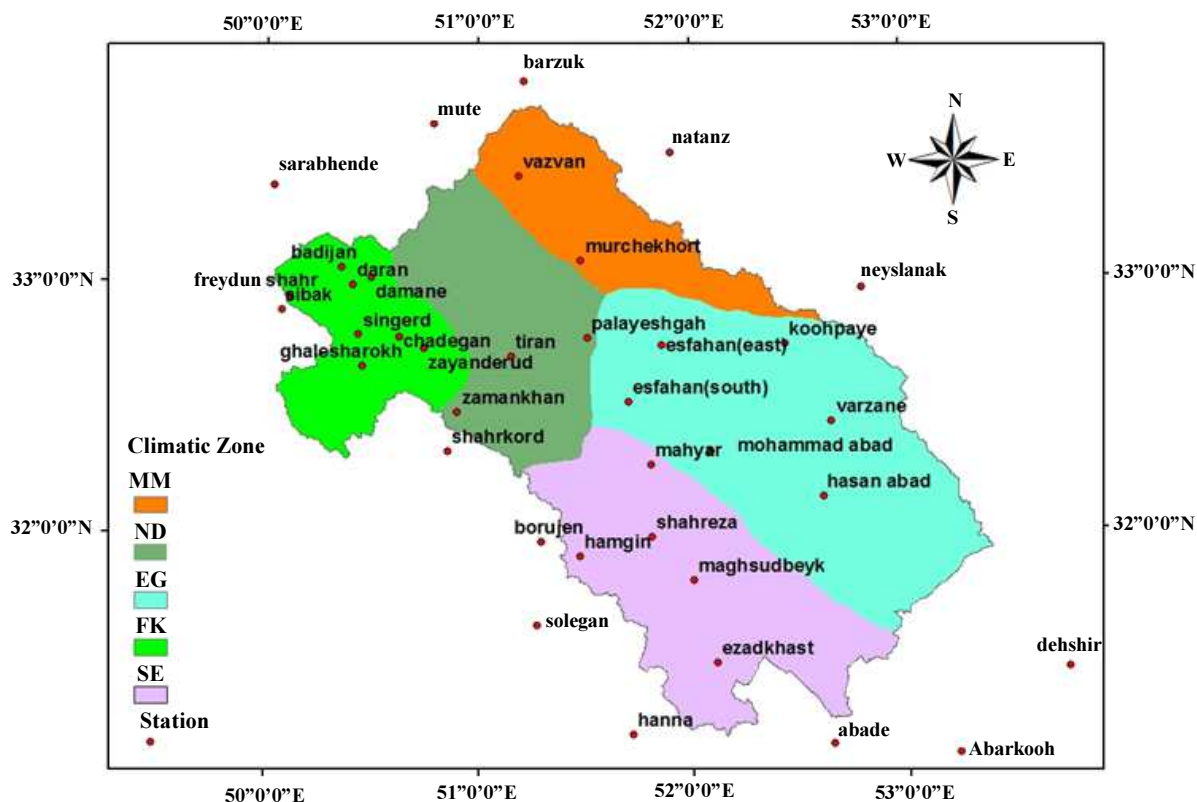 50°0'0"E 51°0'0"E 52°0'0"E 53°0'0"E
barzuk
mute
natanz
N
W E
S
sarabhende
vazvan
murchekhort
badijan
33"0'0"N
daran
freydun shahr
sibak
damane
neyslanak
33"0'0"N
singerd
chadegan
ghalesharokh
zayanderud
tiran
palayeshgah
esfahan(east)
koohpaye
esfahan(south)
zamankhan
varzane
shahrkord
mahyar
mohammad abad
hasan abad
Climatic Zone
MM
ND
EG
FK
SE
Station
32"0'0"N
borujen
hamgin
shahreza
maghsudbeyk
32"0'0"N
solegan
ezadkhast
dehshir
hanna
abade
Abarkooh
50°0'0"E 51°0'0"E 52°0'0"E 53°0'0"E